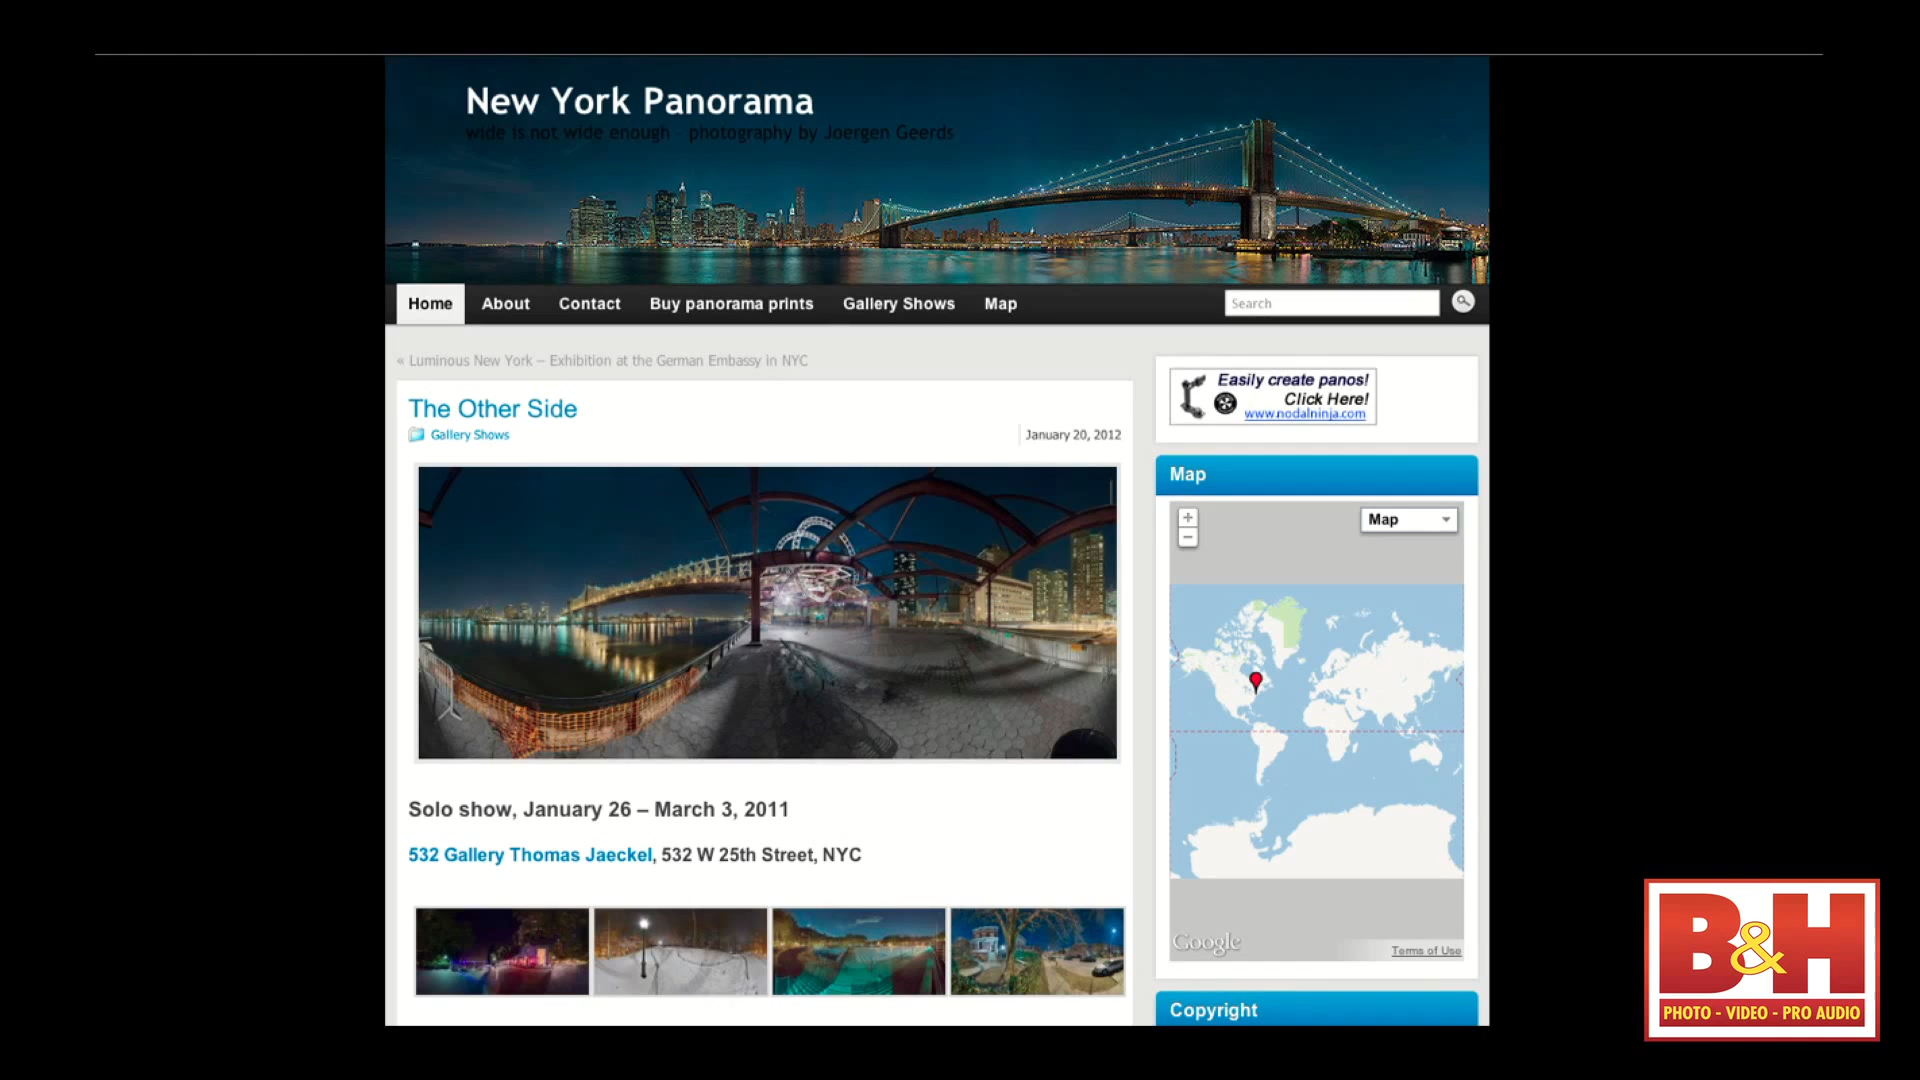 New York Panorama
wide is not wide enough - photography by Joergen Geerds
Home About Contact Buy panorama prints Gallery Shows Map Search
« Luminous New York – Exhibition at the German Embassy in NYC
The Other Side
Gallery Shows
January 20, 2012
Solo show, January 26 – March 3, 2011
532 Gallery Thomas Jaeckel, 532 W 25th Street, NYC
Easily create panos!
Click Here!
www.nodalninja.com
Map
+
Map
−
Google
Terms of Use
Copyright
B&H
PHOTO - VIDEO - PRO AUDIO